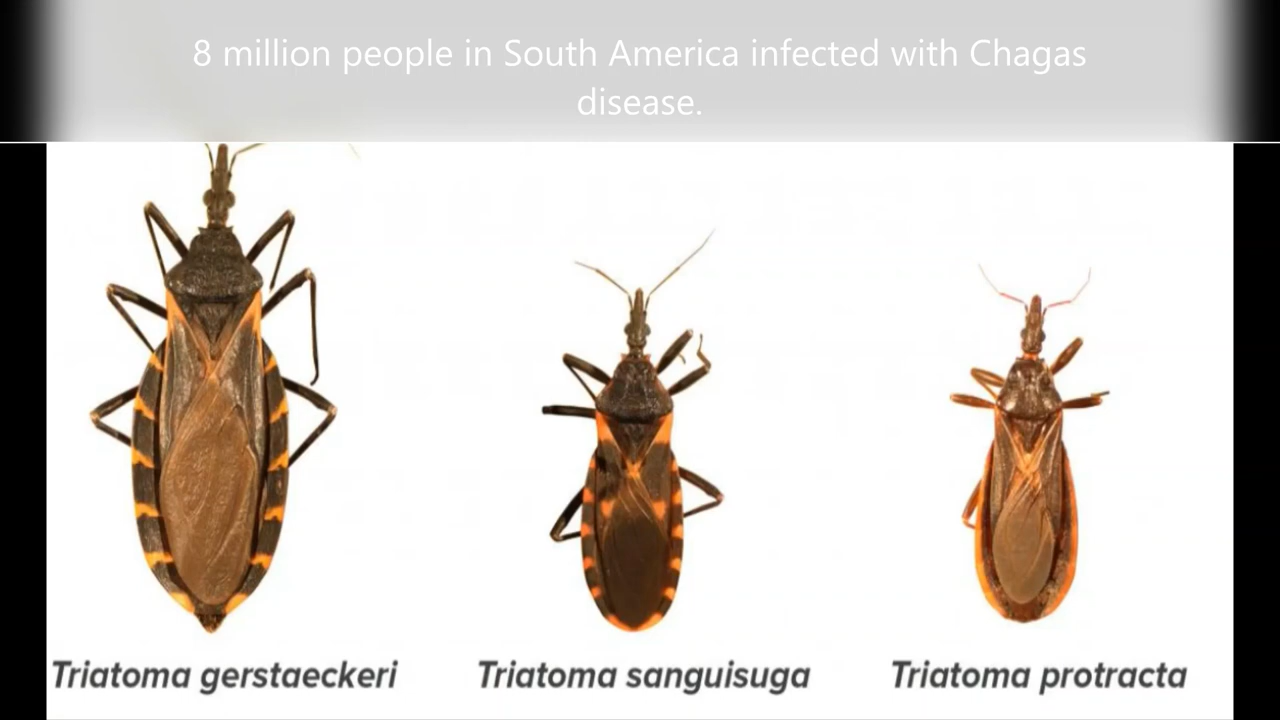 8 million people in South America infected with Chagas
disease.
Triatoma gerstaeckeri Triatoma sanguisuga Triatoma protracta